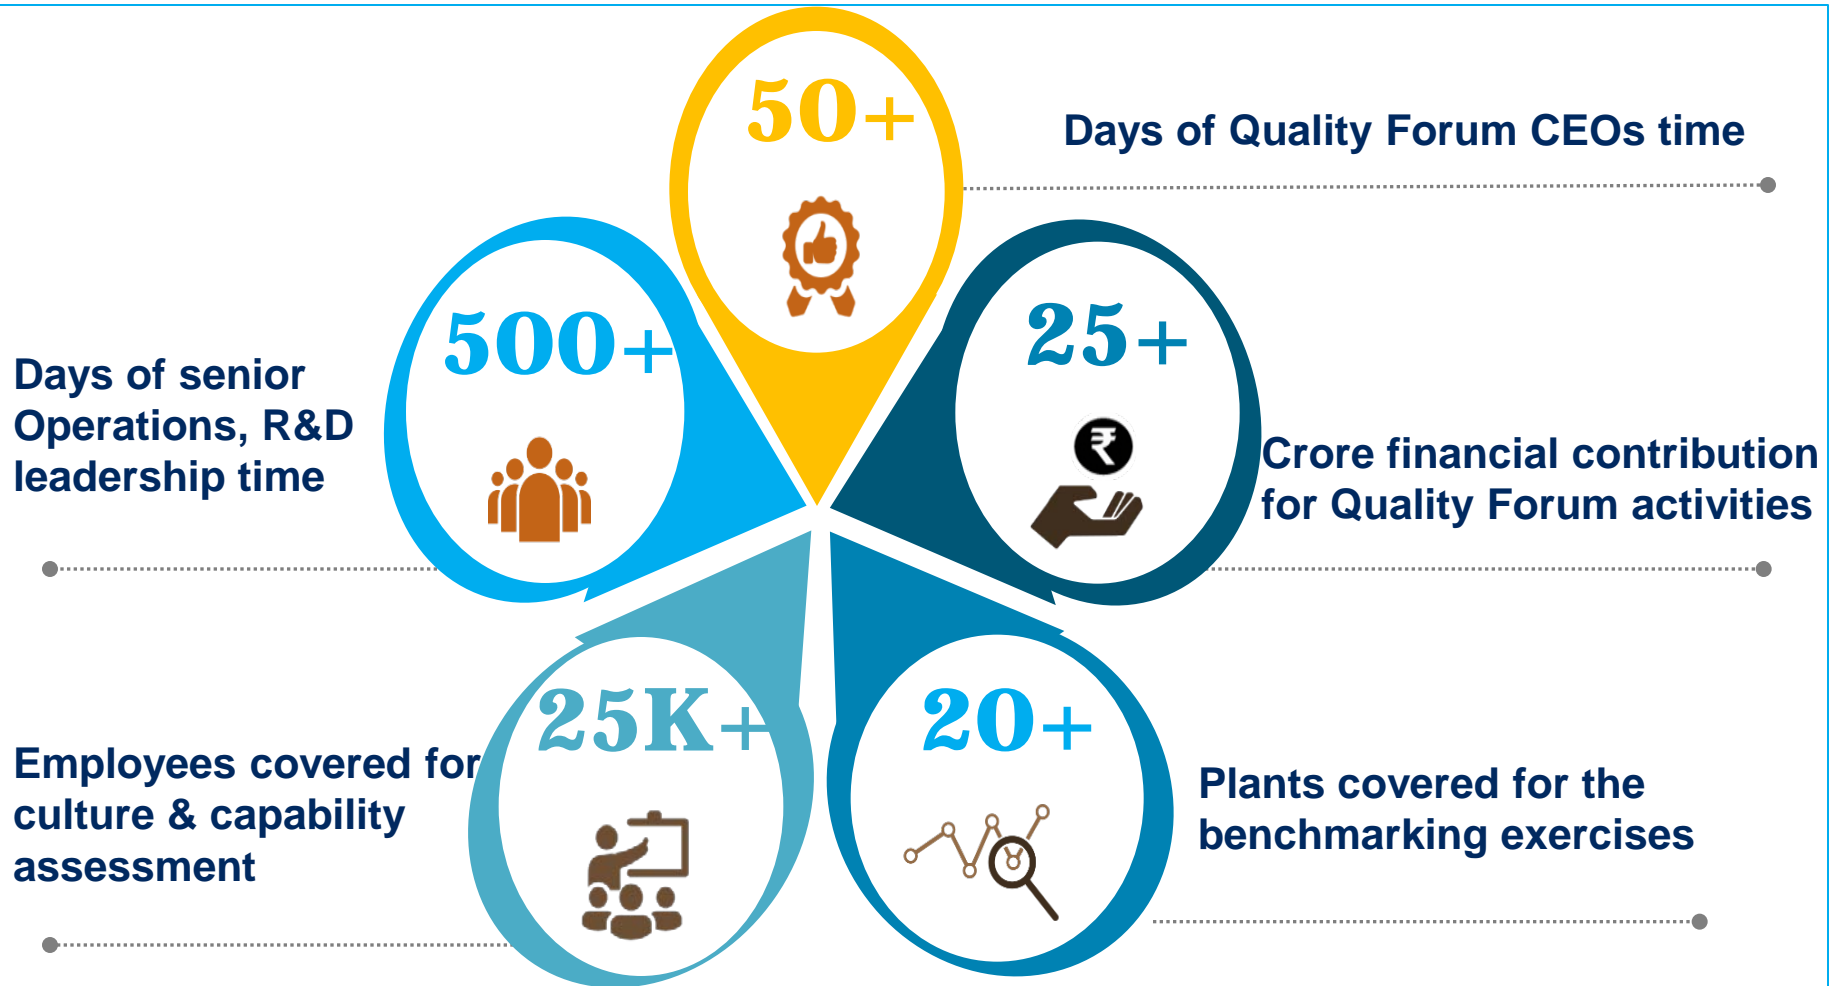 50+
Days of Quality Forum CEOs time
500+
Days of senior
Operations, R&D
leadership time
25+
₹
Crore financial contribution
for Quality Forum activities
25K+
Employees covered for
culture & capability
assessment
20+
Plants covered for the
benchmarking exercises